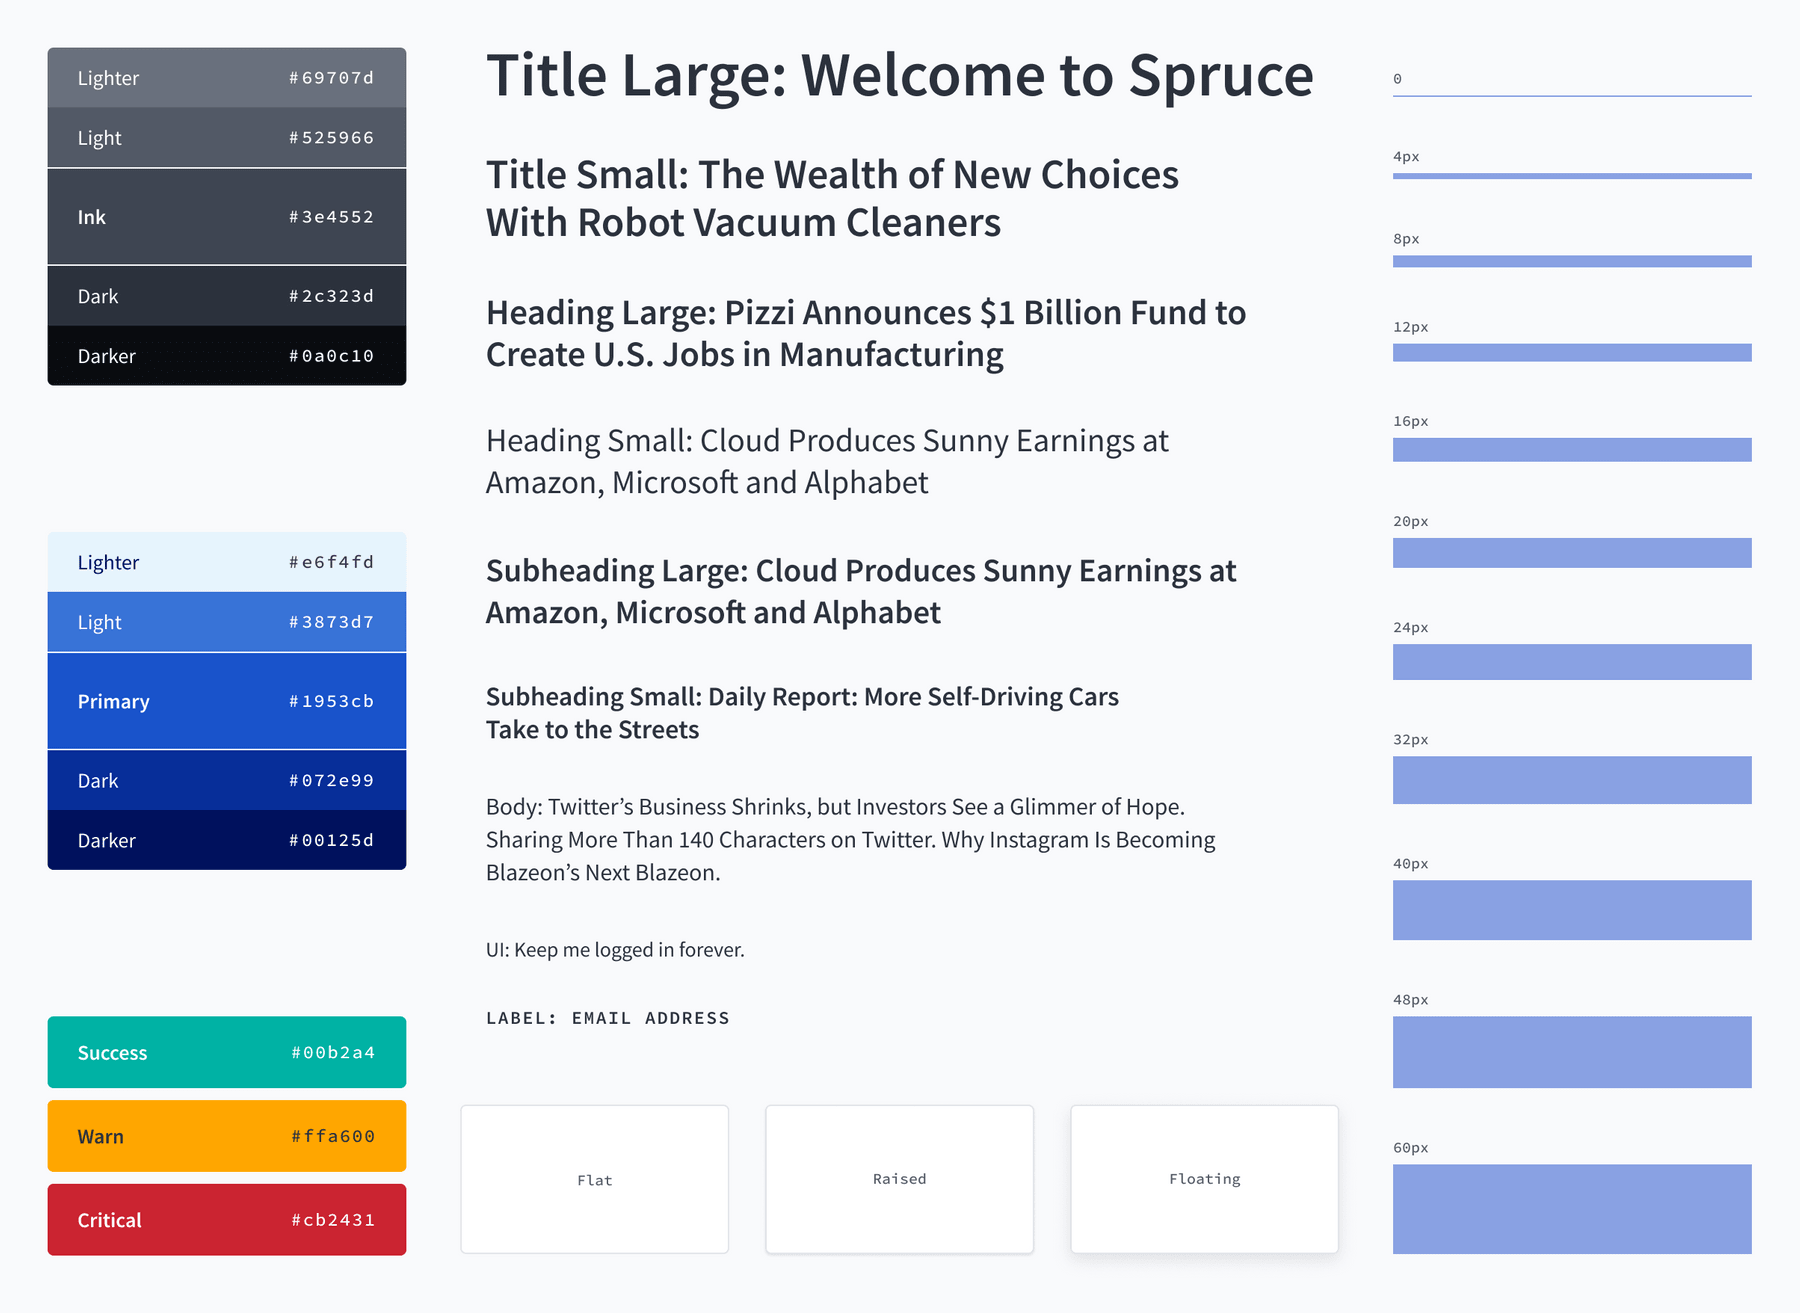 Lighter #69707d
Light #525966
Ink #3e4552
Dark #2c323d
Darker #0a0c10
Lighter #e6f4fd
Light #3873d7
Primary #1953cb
Dark #072e99
Darker #00125d
Success #00b2a4
Warn #ffa600
Critical #cb2431
Title Large: Welcome to Spruce
Title Small: The Wealth of New Choices
With Robot Vacuum Cleaners
Heading Large: Pizzi Announces $1 Billion Fund to
Create U.S. Jobs in Manufacturing
Heading Small: Cloud Produces Sunny Earnings at
Amazon, Microsoft and Alphabet
Subheading Large: Cloud Produces Sunny Earnings at
Amazon, Microsoft and Alphabet
Subheading Small: Daily Report: More Self-Driving Cars
Take to the Streets
Body: Twitter’s Business Shrinks, but Investors See a Glimmer of Hope.
Sharing More Than 140 Characters on Twitter. Why Instagram Is Becoming
Blazeon’s Next Blazeon.
UI: Keep me logged in forever.
LABEL: EMAIL ADDRESS
Flat
Raised
Floating
0
4px
8px
12px
16px
20px
24px
32px
40px
48px
60px